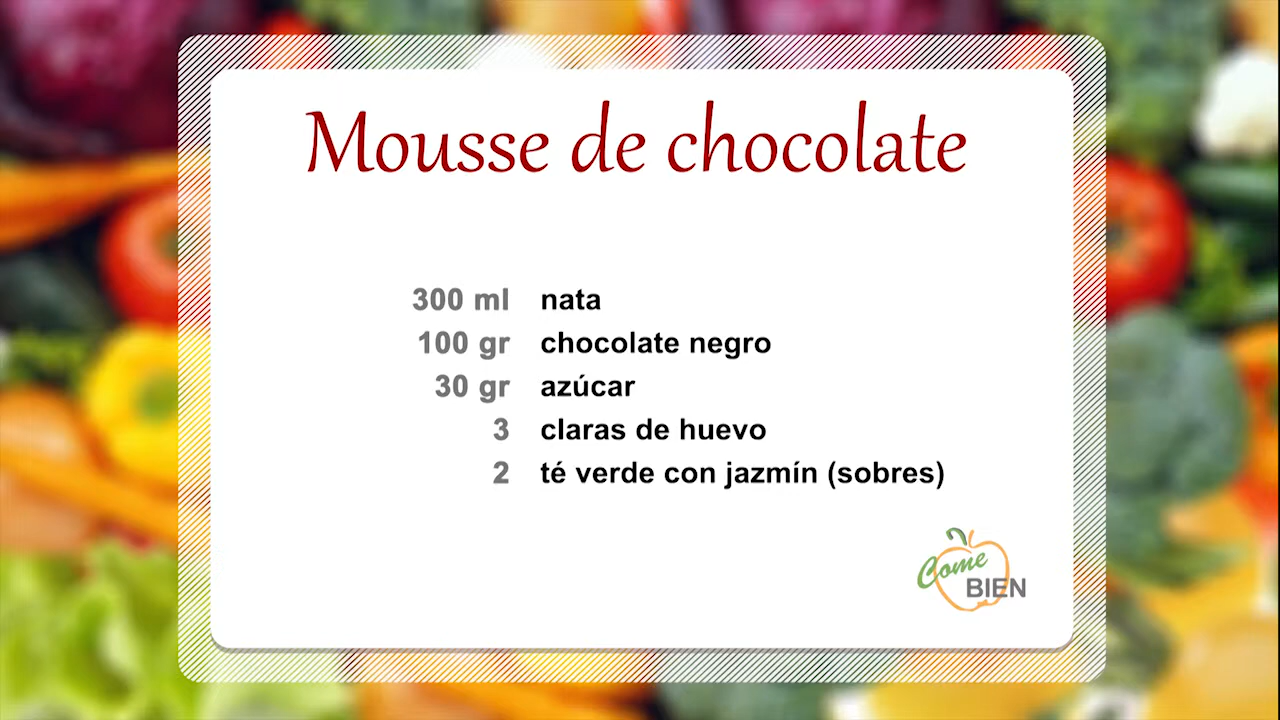 Mousse de chocolate
300 ml nata
100 gr chocolate negro
30 gr azúcar
3 claras de huevo
2 té verde con jazmín (sobres)
Come
BIEN